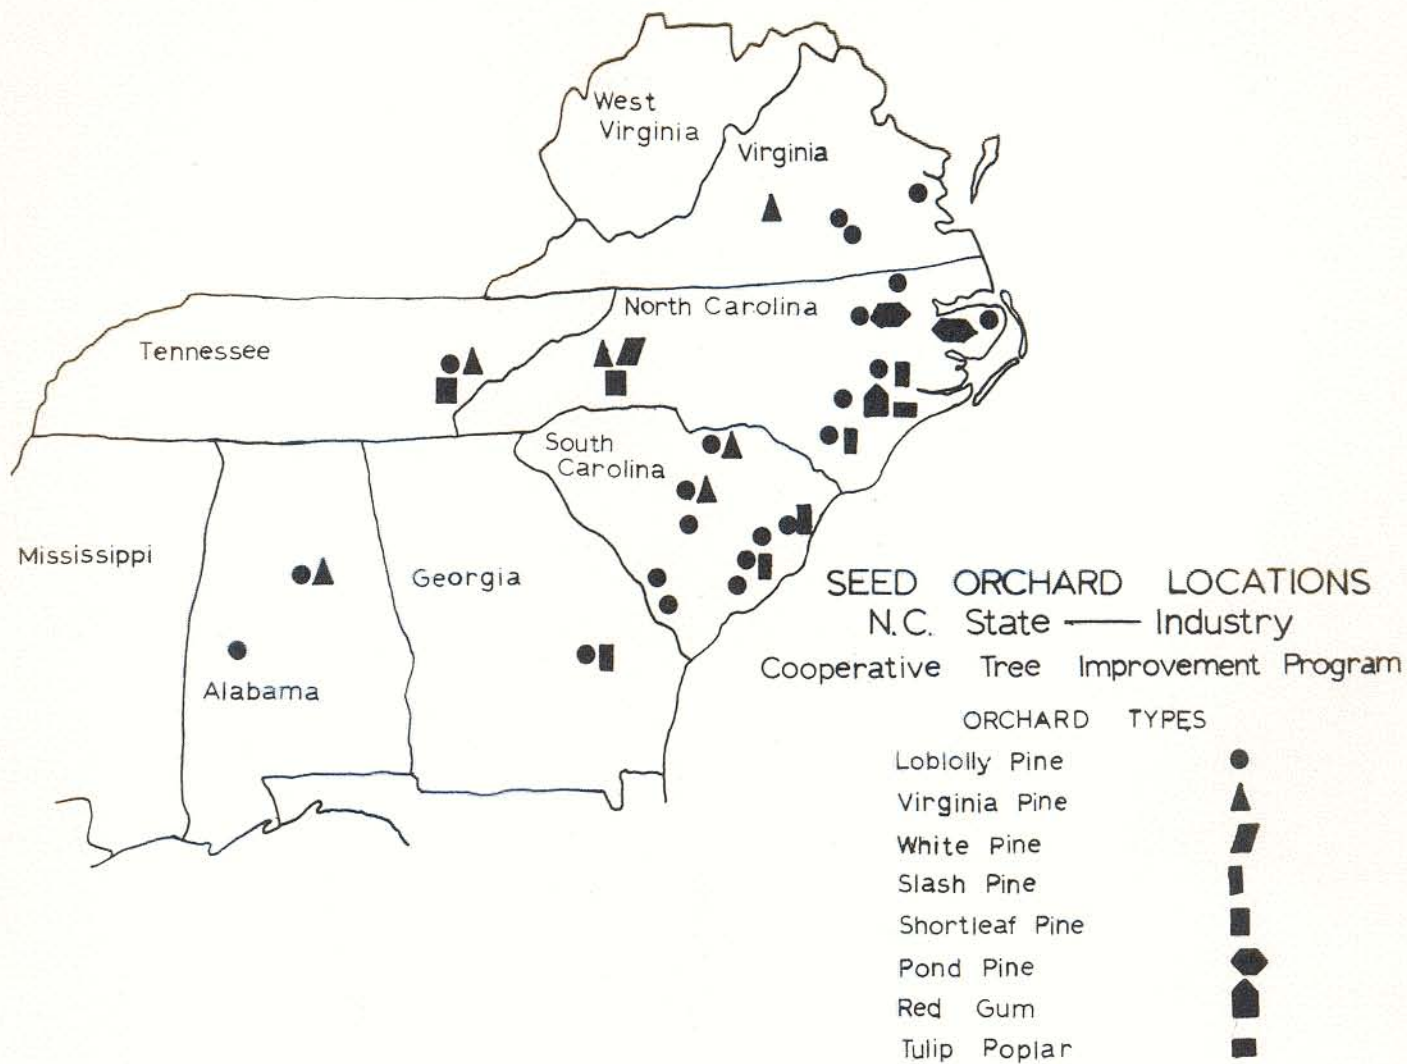 West
Virginia
Virginia
North Carolina
Tennessee
South
Carolina
Mississippi
Georgia
Alabama
SEED ORCHARD LOCATIONS
N.C. State — Industry
Cooperative Tree Improvement Program
ORCHARD TYPES
Loblolly Pine
Virginia Pine
White Pine
Slash Pine
Shortleaf Pine
Pond Pine
Red Gum
Tulip Poplar